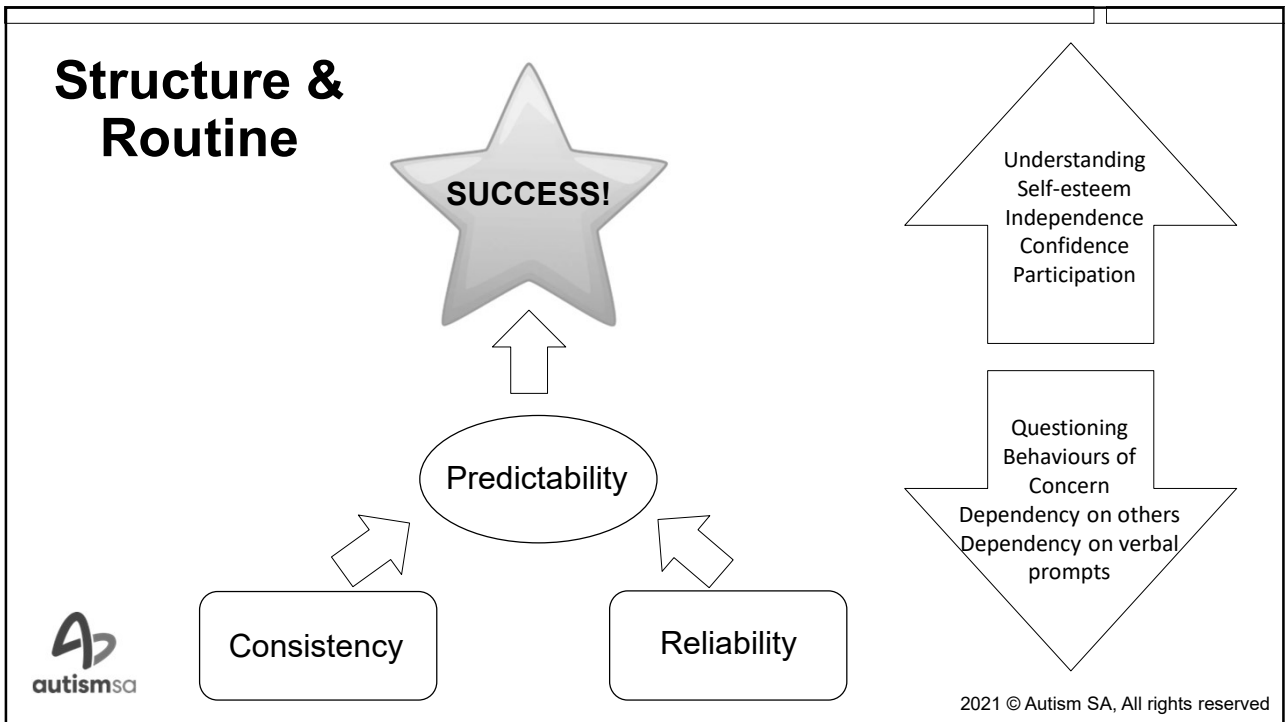 Structure &
Routine
SUCCESS!
Predictability
Consistency
Reliability
Understanding
Self-esteem
Independence
Confidence
Participation
Questioning
Behaviours of
Concern
Dependency on others
Dependency on verbal
prompts
autismsa
2021 © Autism SA, All rights reserved